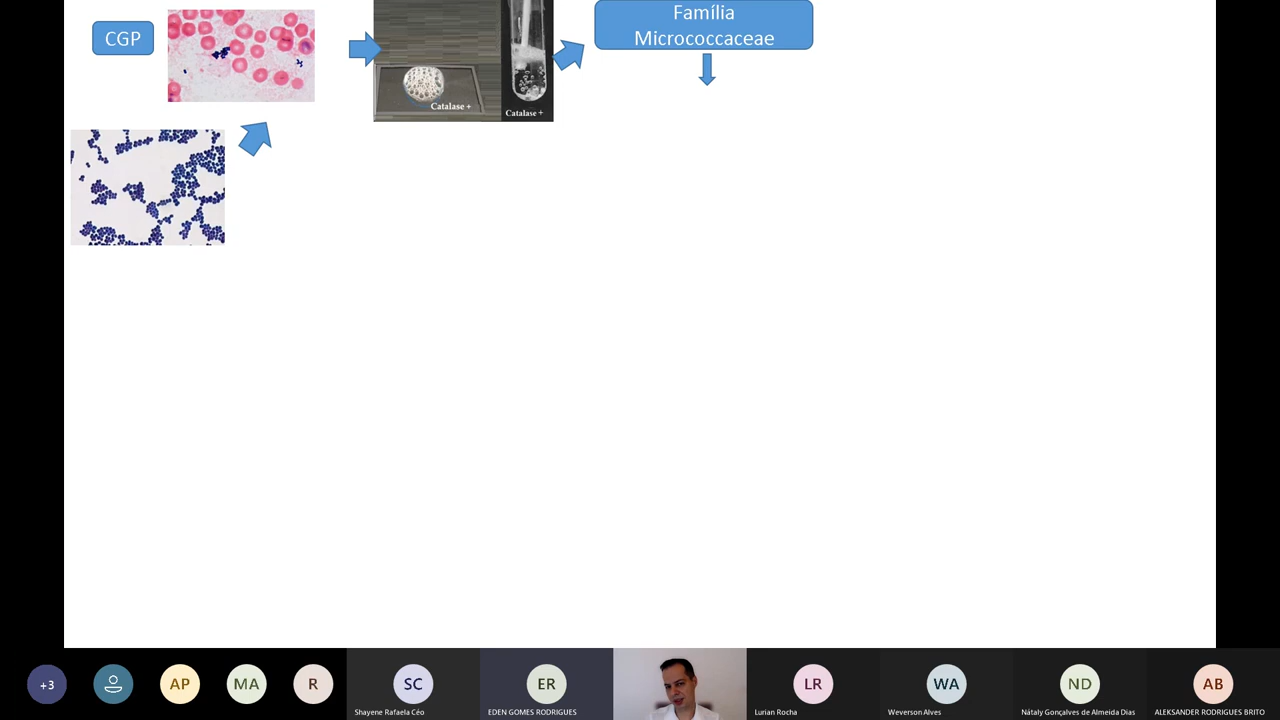 CGP
Catalase +
Catalase +
Família
Micrococcaceae
+3
AP
MA
R
SC
Shayene Rafaela Céo
ER
EDEN GOMES RODRIGUES
LR
Lurian Rocha
WA
Weverson Alves
ND
Nátaly Gonçalves de Almeida Dias
AB
ALEKSANDER RODRIGUES BRITO